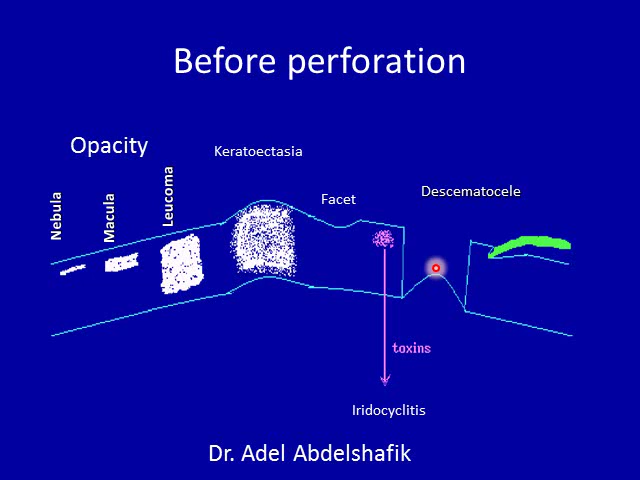 Before perforation
Opacity
Nebula
Macula
Leucoma
Keratoectasia
Facet
Descematocele
toxins
Iridocyclitis
Dr. Adel Abdelshafik